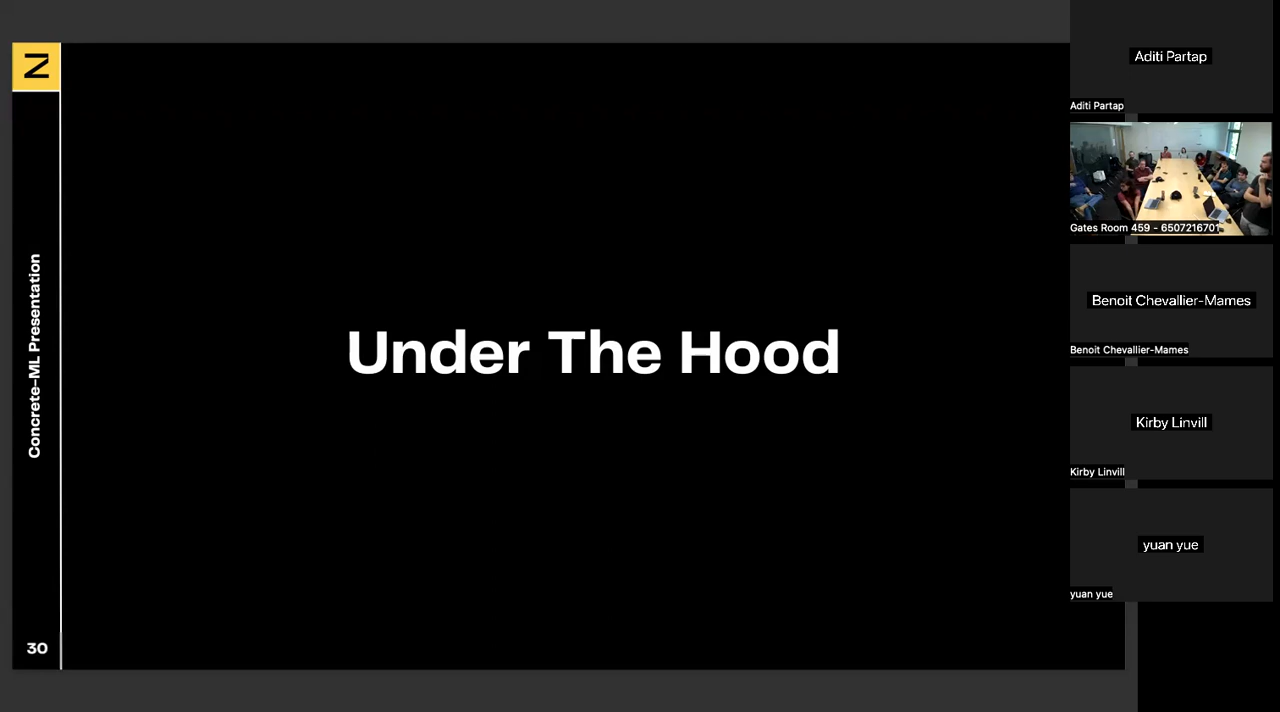 Z
Concrete-ML Presentation
30
Under The Hood
Aditi Partap
Aditi Partap
Gates Room 459 - 6507216701
Benoit Chevallier-Mames
Benoit Chevallier-Mames
Kirby Linvill
Kirby Linvill
yuan yue
yuan yue